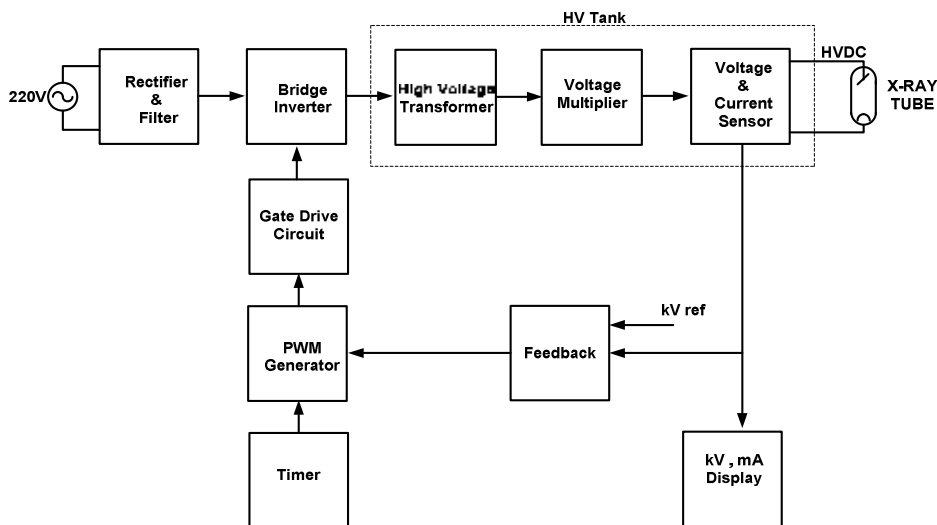 HV Tank
220V
Rectifier
&
Filter
Bridge
Inverter
High Voltage
Transformer
Voltage
Multiplier
Voltage
&
Current
Sensor
HVDC
X-RAY
TUBE
Gate Drive
Circuit
PWM
Generator
Feedback
kV ref
Timer
kV , mA
Display